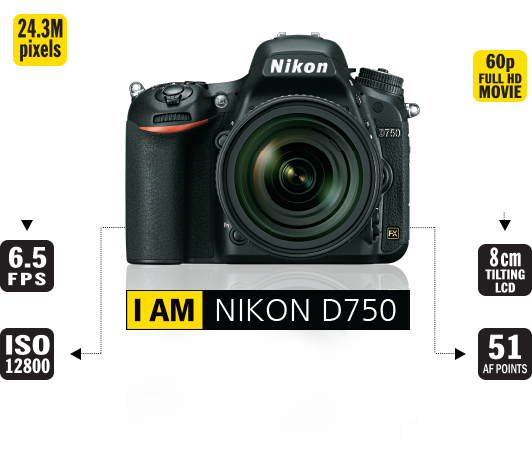 24.3M
pixels
60p
FULL HD
MOVIE
Nikon
D750
FX
6.5
FPS
8cm
TILTING
LCD
I AM NIKON D750
ISO
12800
51
AF POINTS